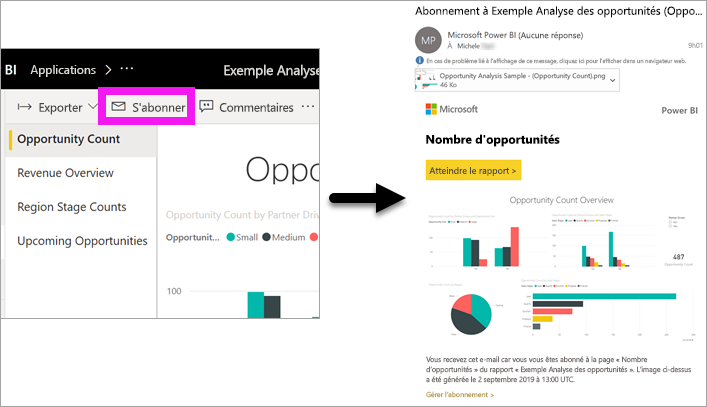 BI Applications > ··· Exemple Analyse
Exporter S'abonner Commentaires ···
Opportunity Count
Revenue Overview
Region Stage Counts
Upcoming Opportunities
Oppo
Opportunity Count by Partner Driv
Opportunit... Small Medium
100
Abonnement à Exemple Analyse des opportunités (Oppo...
MP
Microsoft Power BI (Aucune réponse)
À Michele
9h01
En cas de problème lié à l'affichage de ce message, cliquez ici pour l'afficher dans un navigateur web.
Opportunity Analysis Sample - (Opportunity Count).png
46 Ko
Microsoft Power BI
Nombre d'opportunités
Atteindre le rapport >
Opportunity Count Overview
487
Opportunity Count
Vous recevez cet e-mail car vous vous êtes abonné à la page « Nombre
d'opportunités » du rapport « Exemple Analyse des opportunités ». L'image ci-dessus
a été générée le 2 septembre 2019 à 13:00 UTC.
Gérer l'abonnement >